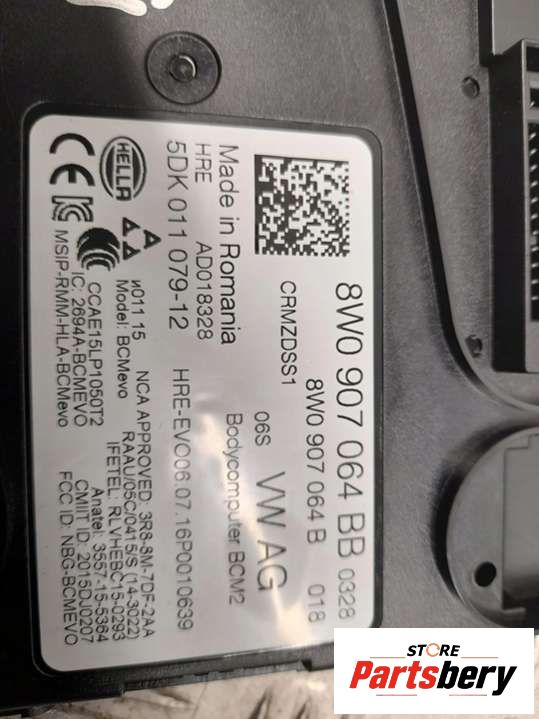 8W0 907 064 BB 0328
8W0 907 064 B 018
CRMZDSS1
06S VW AG
Bodycomputer BCM2
Made in Romania
HRE AD018328
5DK 011 079-12
HRE-EVO06.07.16P0010639
HELLA
И011 15
Model: BCMevo
NCA APPROVED: 3R8-8M-7DF-2AA
RAAU/05C/0415/S (14-3022)
IFETEL: RLVHEBC15-0293
CCAE15LP1050T2
Anatel: 3557-15-5364
IC: 2694A-BCMEVO
CMIIT ID: 2015DJ0207
MSIP-RMM-HLA-BCMevo
FCC ID: NBG-BCMEVO
STORE
Partsbery